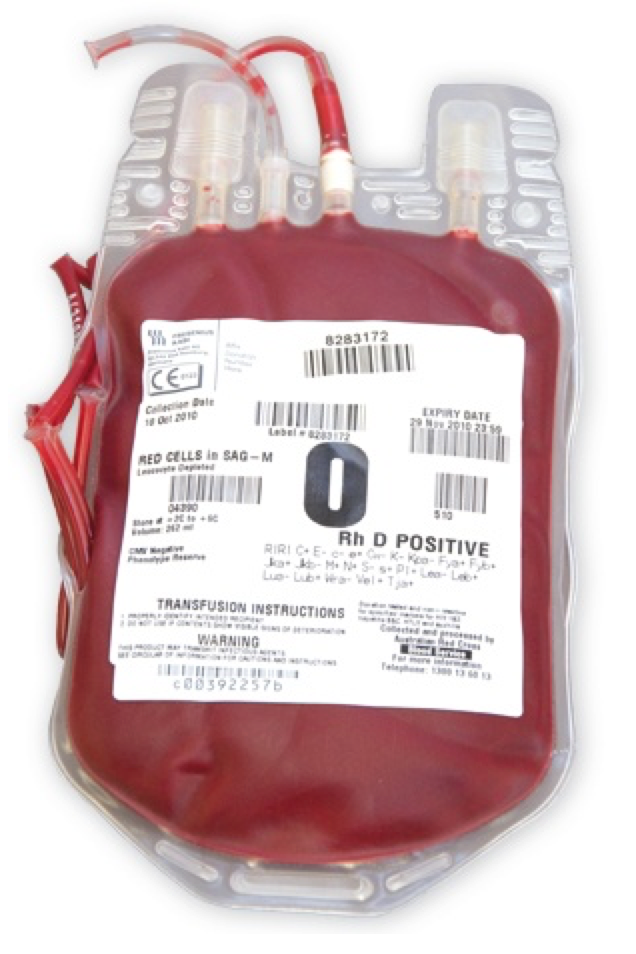 FRESENIUS
KABI
CE 0123
8283172
Collection Date
18 Oct 2010
Label # 8283172
EXPIRY DATE
29 Nov 2010 23:59
RED CELLS in SAG-M
Leucocyte Depleted
04390
Store at +2C to +6C
CMV Negative
Phenotype Reserve
O
510
Rh D POSITIVE
R1R1 C+ E- c- e+ Cw- K- Kpa- Fya+ Fyb+
Jka+ Jkb- M+ N+ S- s+ P1+ Lea- Leb+
Lua- Lub+ Wra- Vel+ Tja+
TRANSFUSION INSTRUCTIONS
1. PROPERLY IDENTIFY INTENDED RECIPIENT
2. DO NOT USE IF CONTENTS SHOW VISIBLE SIGNS OF DETERIORATION
WARNING
THIS PRODUCT MAY TRANSMIT INFECTIOUS AGENTS
SEE CIRCULAR OF INFORMATION FOR CAUTIONS AND INSTRUCTIONS
c00392257b
Collected and processed by
Australian Red Cross
Blood Service
For more information
Telephone: 1300 13 60 13